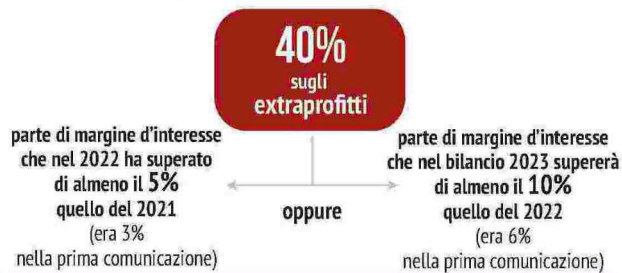 40%
sugli
extraprofitti
parte di margine d'interesse
che nel 2022 ha superato
di almeno il 5%
quello del 2021
(era 3%
nella prima comunicazione)
oppure
parte di margine d'interesse
che nel bilancio 2023 supererà
di almeno il 10%
quello del 2022
(era 6%
nella prima comunicazione)